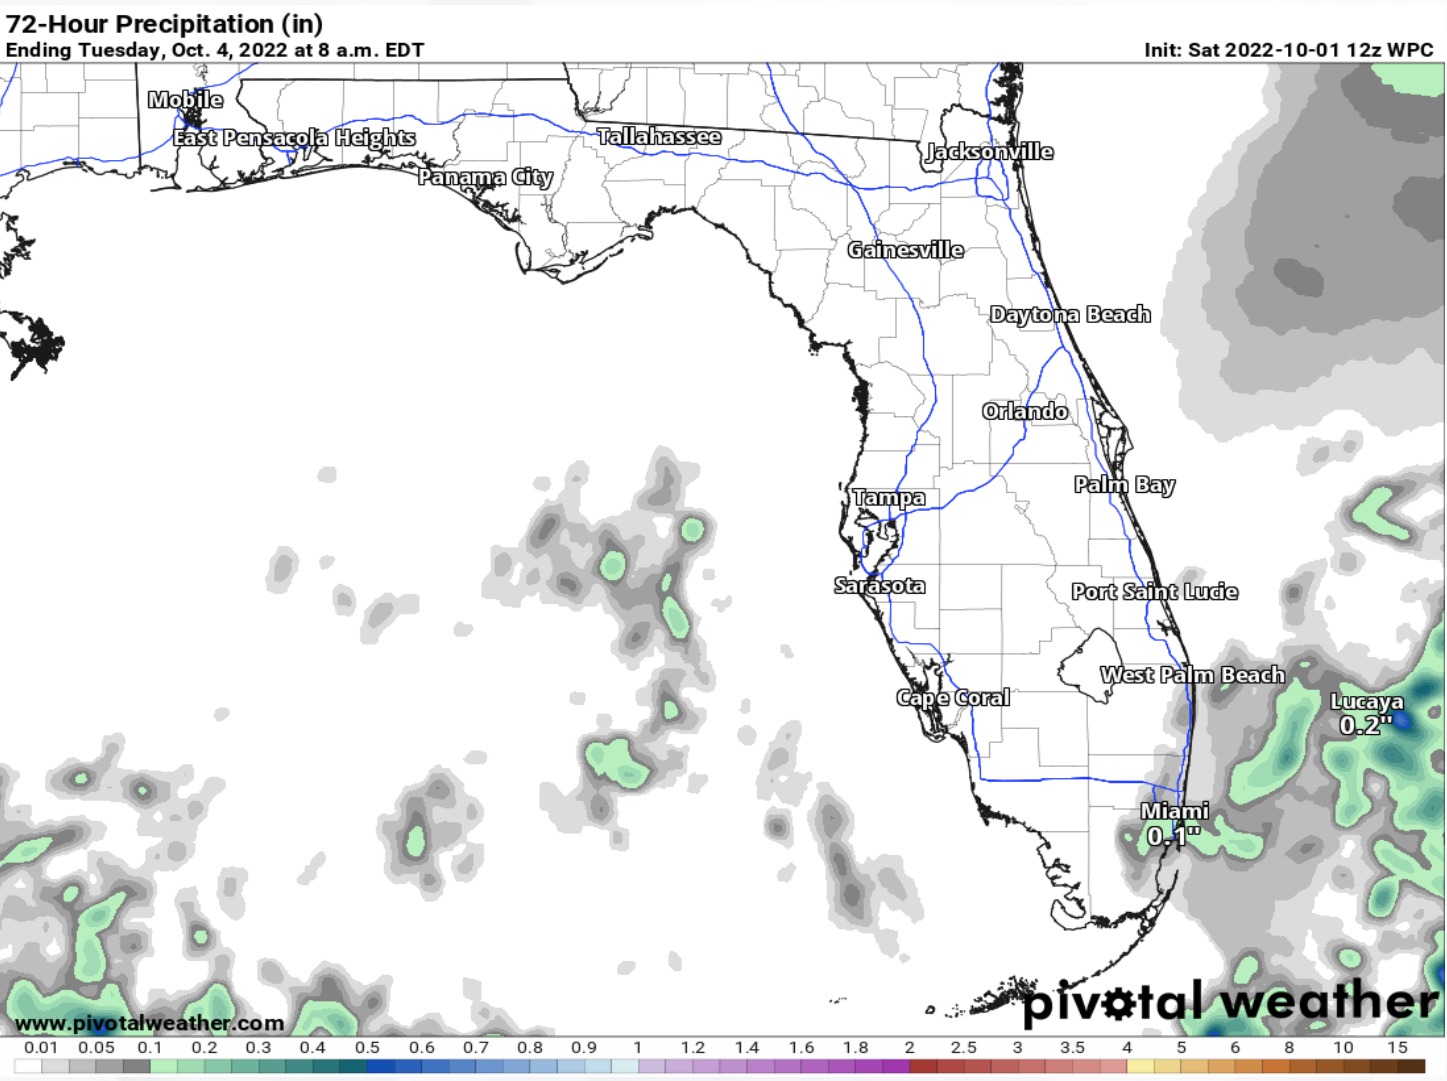 72-Hour Precipitation (in)
Ending Tuesday, Oct. 4, 2022 at 8 a.m. EDT
Init: Sat 2022-10-01 12z WPC
Mobile
East Pensacola Heights
Tallahassee
Jacksonville
Panama City
Gainesville
Daytona Beach
Orlando
Palm Bay
Tampa
Sarasota
Port Saint Lucie
West Palm Beach
Cape Coral
Lucaya
0.2"
Miami
0.1"
pivotal weather
www.pivotalweather.com
0.01 0.05 0.1 0.2 0.3 0.4 0.5 0.6 0.7 0.8 0.9 1 1.2 1.4 1.6 1.8 2 2.5 3 3.5 4 5 6 8 10 15